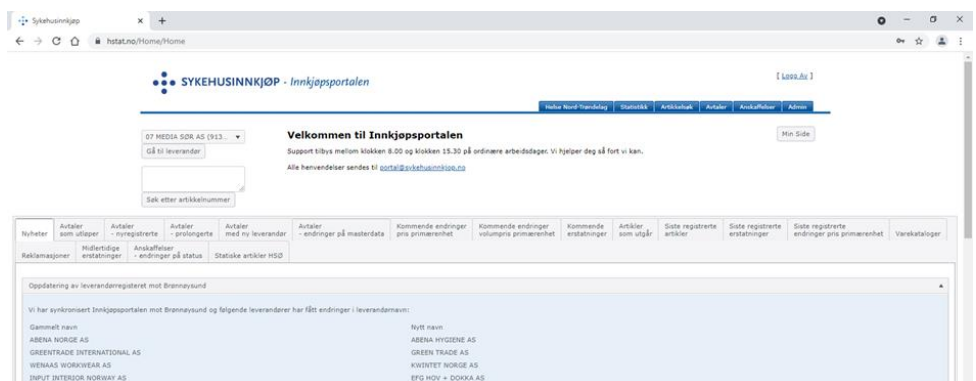 Sykehusinnkjøp
hstat.no/Home/Home
SYKEHUSINNKJØP - Innkjøpsportalen
[ Logg Av ]
Helse Nord-Trøndelag Statistikk Artikkelsøk Avtaler Anskaffelser Admin
07 MEDIA SØR AS (913...
Gå til leverandør
Søk etter artikkelnummer
Velkommen til Innkjøpsportalen
Min Side
Support tilbys mellom klokken 8.00 og klokken 15.30 på ordinære arbeidsdager. Vi hjelper deg så fort vi kan.
Alle henvendelser sendes til portal@sykehusinnkjop.no
Nyheter
Avtaler
som utløper
Avtaler
- nyregistrerte
Avtaler
- prolongerte
Avtaler
med ny leverandør
Avtaler
- endringer på masterdata
Kommende endringer
pris primærenhet
Kommende endringer
volumpris primærenhet
Kommende
erstatninger
Artikler
som utgår
Siste registrerte
artikler
Siste registrerte
erstatninger
Siste registrerte
endringer pris primærenhet
Varekataloger
Reklamasjoner
Midlertidige
erstatninger
Anskaffelser
- endringer på status
Statiske artikler HSØ
Oppdatering av leverandørregisteret mot Brønnøysund
Vi har synkronisert Innkjøpsportalen mot Brønnøysund og følgende leverandører har fått endringer i leverandørnavn:
Gammelt navn Nytt navn
ABENA NORGE AS ABENA HYGIENE AS
GREENTRADE INTERNATIONAL AS GREEN TRADE AS
WENAAS WORKWEAR AS KWINTET NORGE AS
INPUT INTERIOR NORWAY AS EFG HOV + DOKKA AS